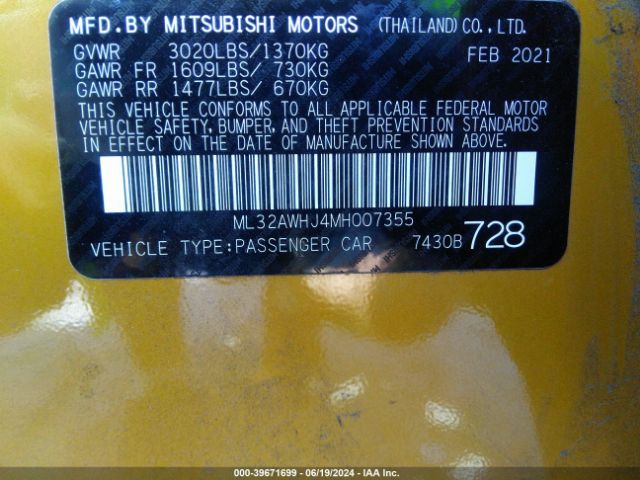 MFD.BY MITSUBISHI MOTORS (THAILAND) CO.,LTD.
GVWR 3020LBS/1370KG FEB 2021
GAWR FR 1609LBS/ 730KG
GAWR RR 1477LBS/ 670KG
THIS VEHICLE CONFORMS TO ALL APPLICABLE FEDERAL MOTOR
VEHICLE SAFETY, BUMPER, AND THEFT PREVENTION STANDARDS
IN EFFECT ON THE DATE OF MANUFACTURE SHOWN ABOVE.
ML32AWHJ4MH007355
VEHICLE TYPE:PASSENGER CAR 7430B 728
000-39671699 / 06/19/2024 - IAA Inc.